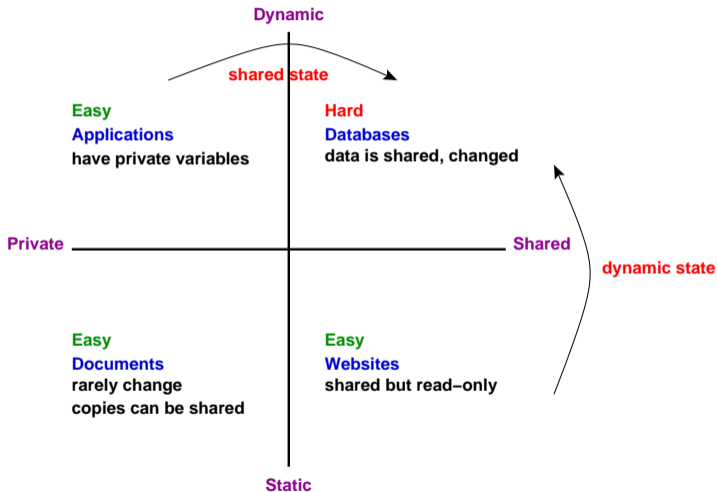 Dynamic
shared state
Easy
Applications
have private variables
Hard
Databases
data is shared, changed
Private
Shared
dynamic state
Easy
Documents
rarely change
copies can be shared
Easy
Websites
shared but read−only
Static